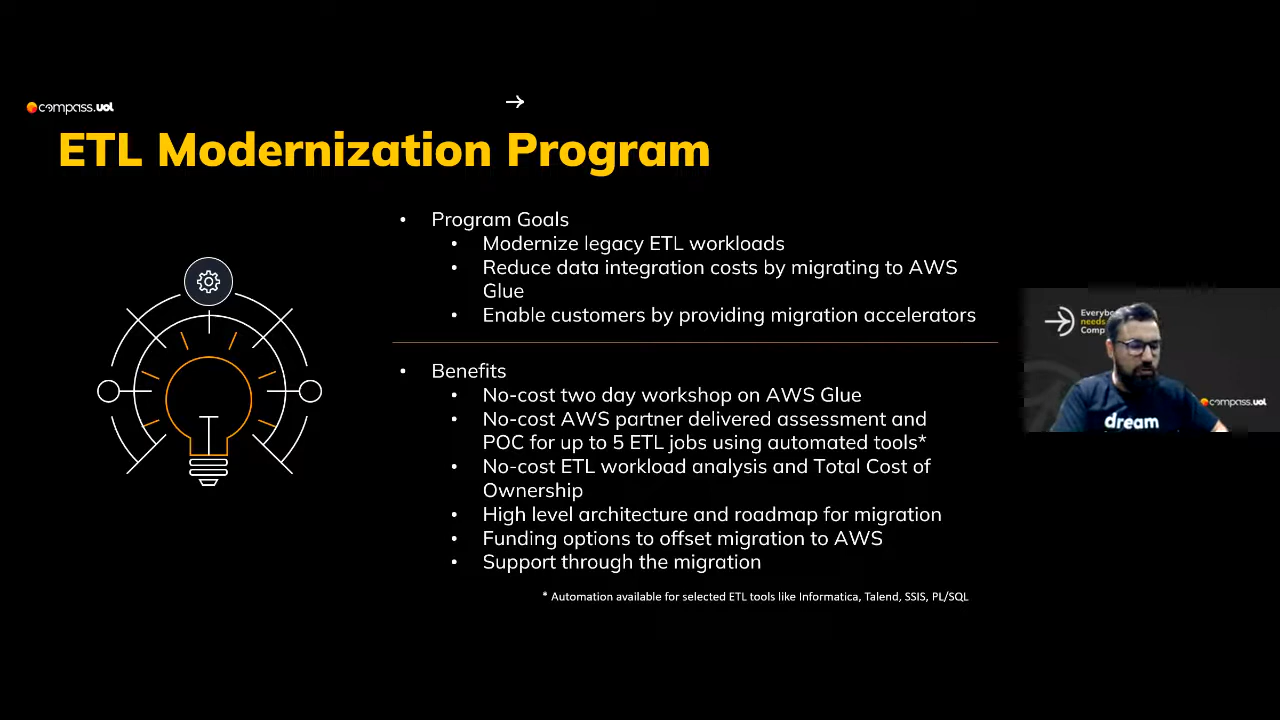 compass.uol
ETL Modernization Program
• Program Goals
• Modernize legacy ETL workloads
• Reduce data integration costs by migrating to AWS
Glue
• Enable customers by providing migration accelerators
• Benefits
• No-cost two day workshop on AWS Glue
• No-cost AWS partner delivered assessment and
POC for up to 5 ETL jobs using automated tools*
• No-cost ETL workload analysis and Total Cost of
Ownership
• High level architecture and roadmap for migration
• Funding options to offset migration to AWS
• Support through the migration
* Automation available for selected ETL tools like Informatica, Talend, SSIS, PL/SQL
needs
compass.uol
dream